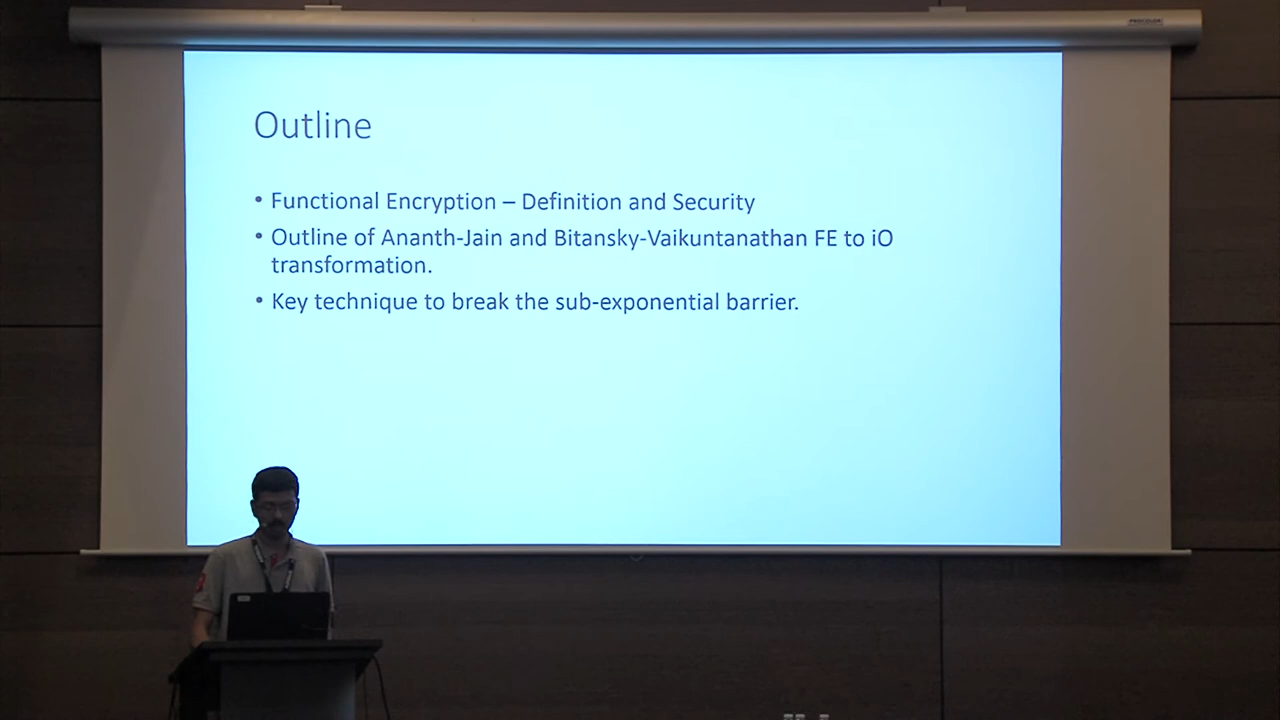 PROCOLOR
Outline
• Functional Encryption – Definition and Security
• Outline of Ananth-Jain and Bitansky-Vaikuntanathan FE to iO
transformation.
• Key technique to break the sub-exponential barrier.